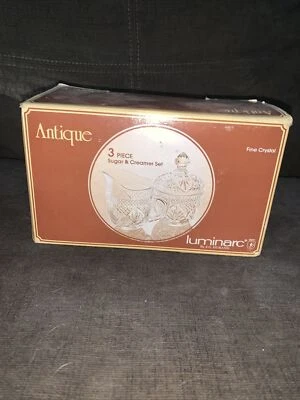 Antique
3 PIECE
Sugar & Creamer Set
Fine Crystal
luminarc